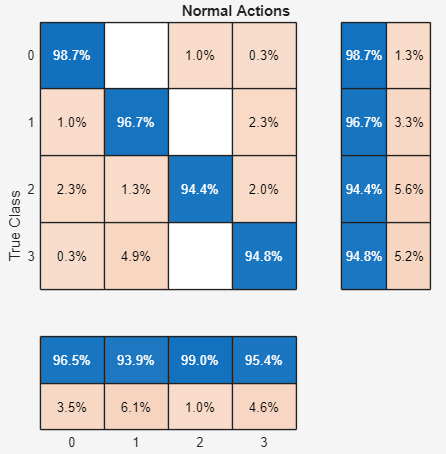 Normal Actions
0 98.7% 1.0% 0.3% 98.7% 1.3%
1 1.0% 96.7% 2.3% 96.7% 3.3%
2 2.3% 1.3% 94.4% 2.0% 94.4% 5.6%
3 0.3% 4.9% 94.8% 94.8% 5.2%
True Class
96.5% 93.9% 99.0% 95.4%
3.5% 6.1% 1.0% 4.6%
0 1 2 3